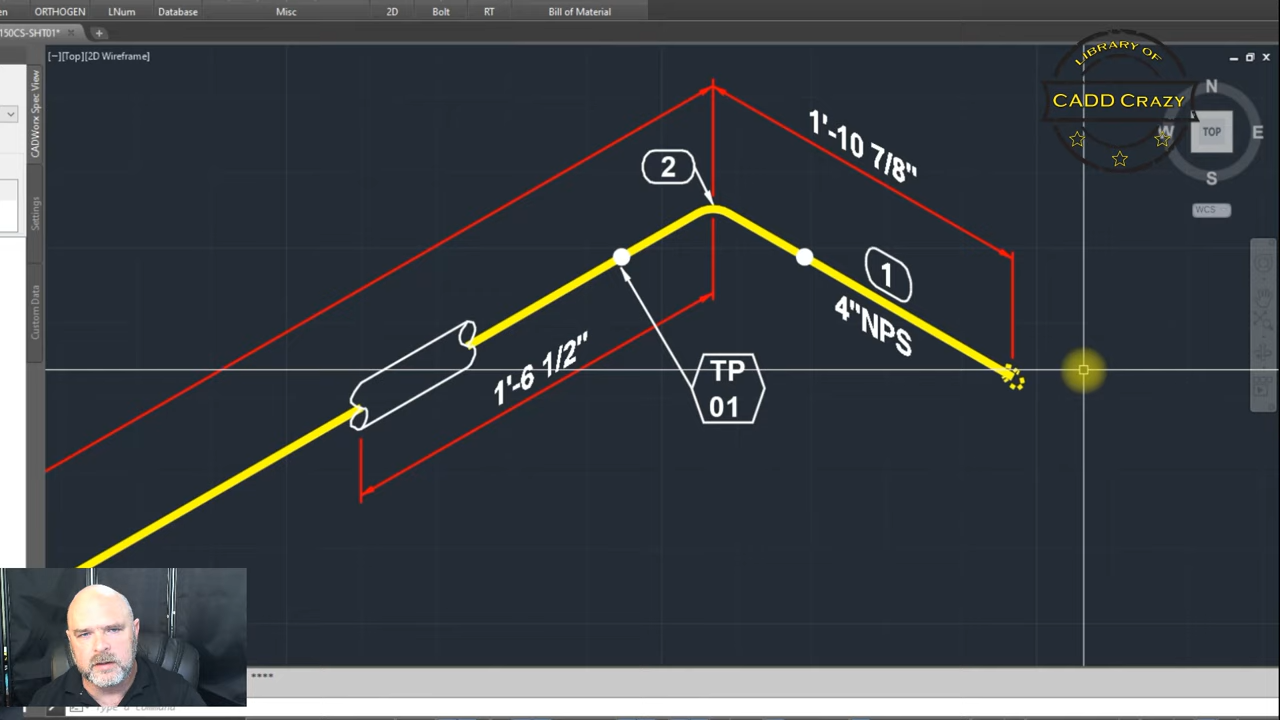 ORTHOGEN LNum Database Misc 2D Bolt RT Bill of Material
150CS-SHT01*
[−][Top][2D Wireframe]
CADWorx Spec View
Settings
Custom Data
LIBRARY OF
CADD CRAZY
N
W TOP E
S
WCS
1'-10 7/8"
2
1
4"NPS
1'-6 1/2"
TP
01
****
Type a command